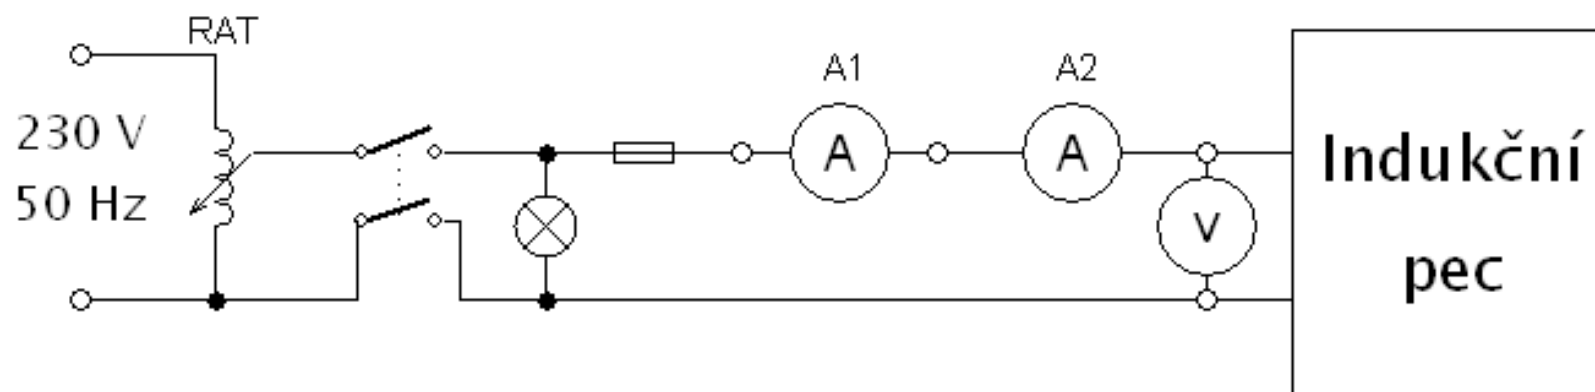 RAT
230 V
50 Hz
A1
A
A2
A
V
Indukční
pec